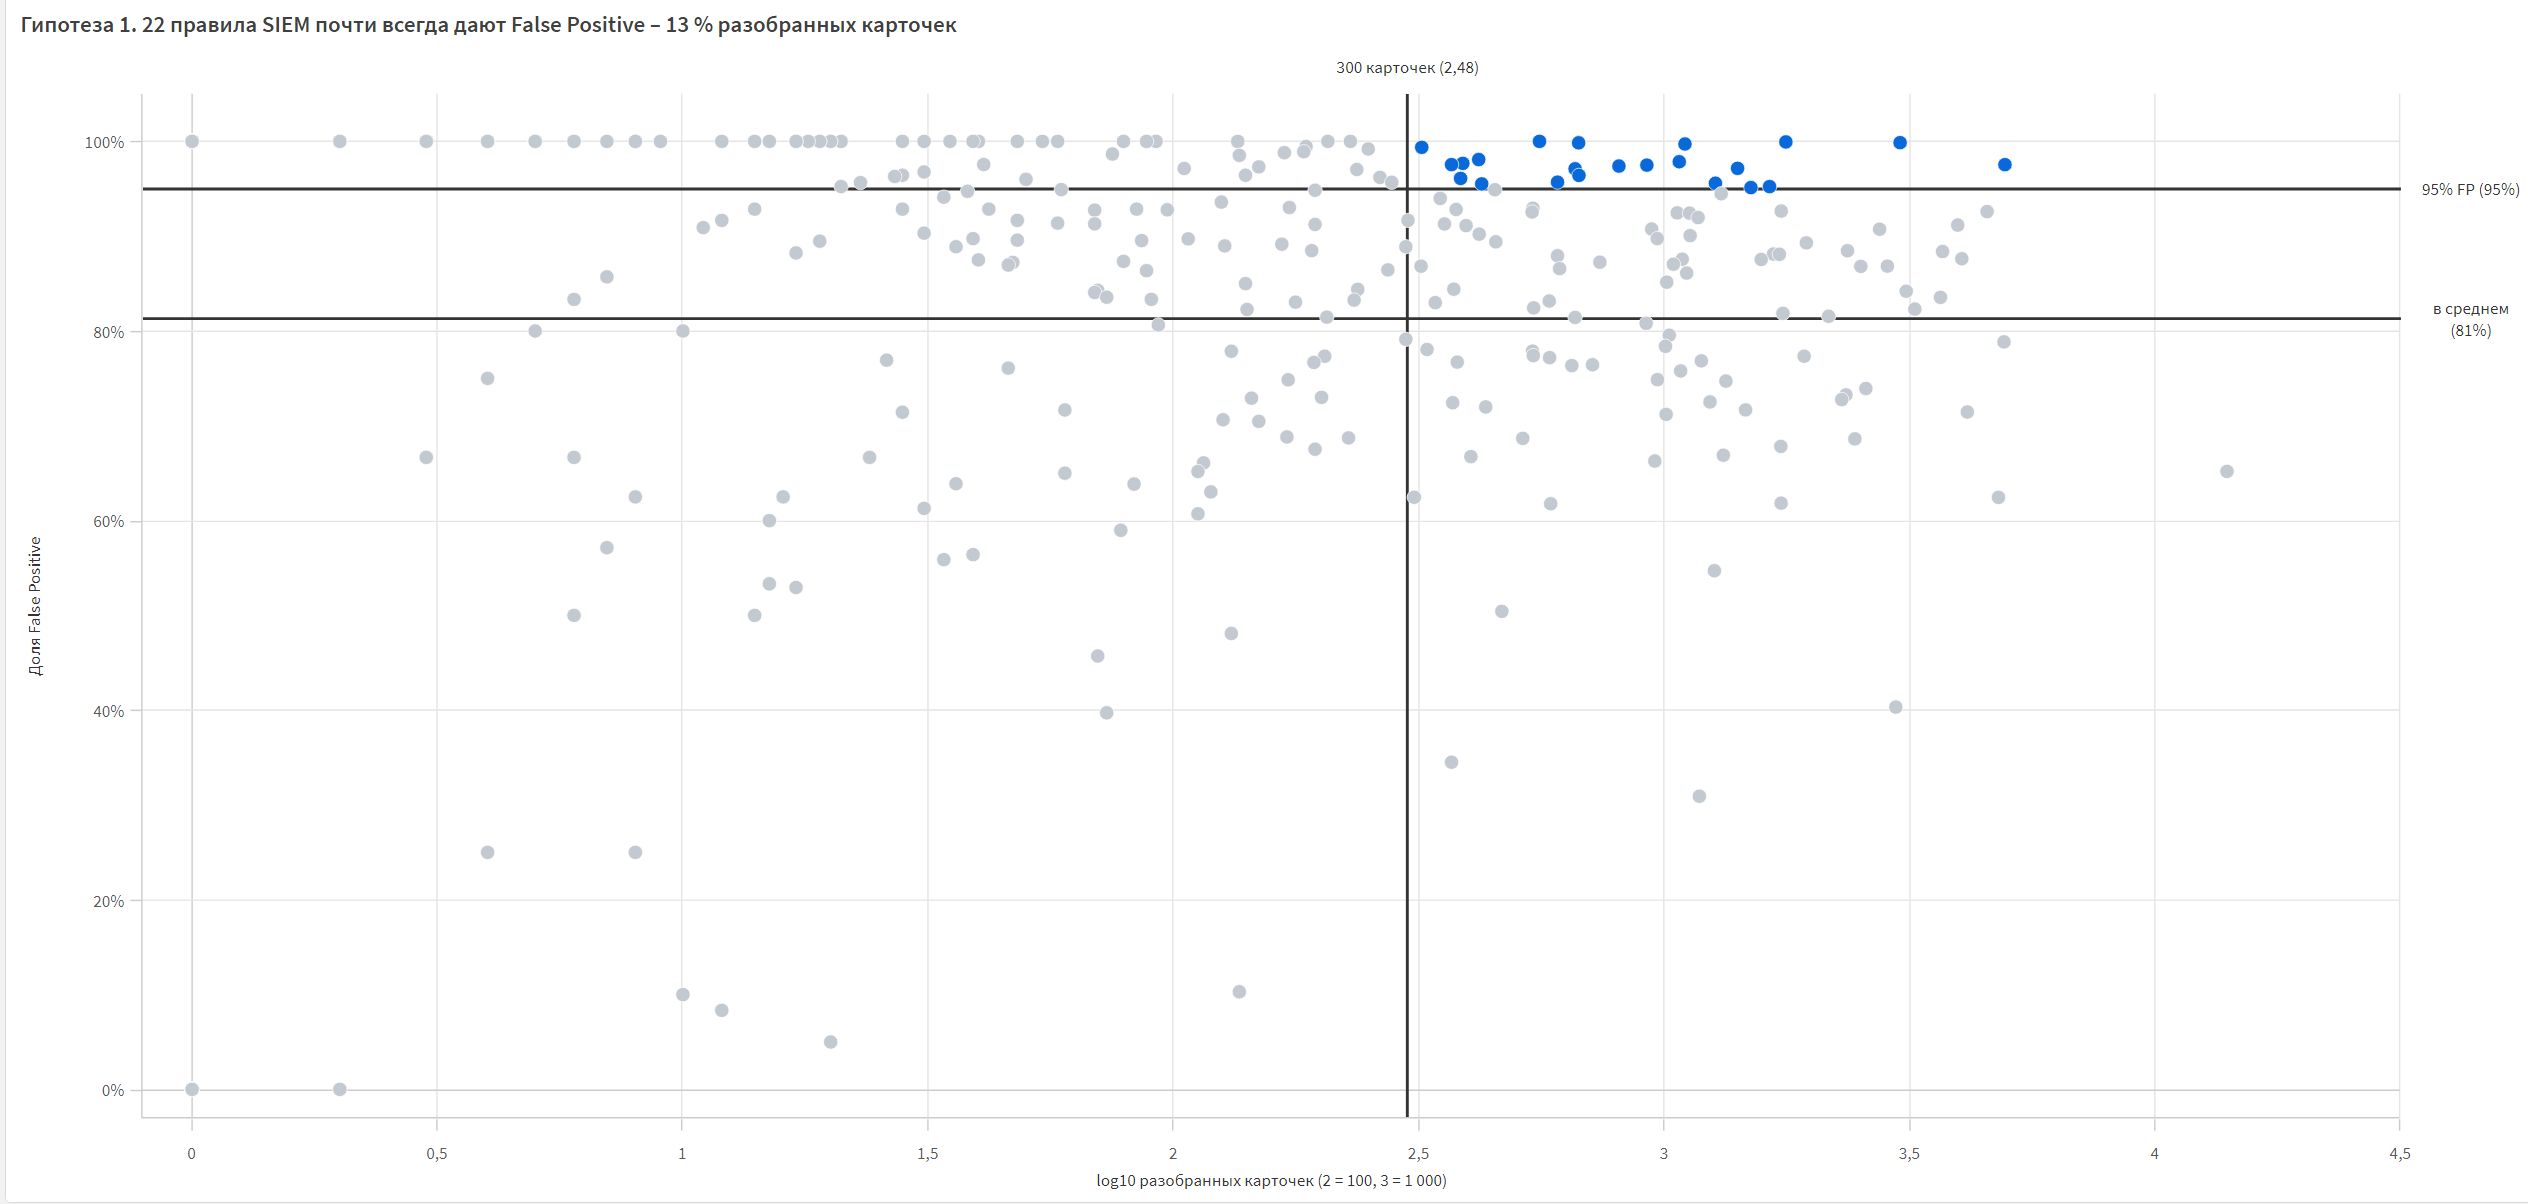 Гипотеза 1. 22 правила SIEM почти всегда дают False Positive – 13 % разобранных карточек
300 карточек (2,48)
100%
95% FP (95%)
в среднем
(81%)
80%
60%
Доля False Positive
40%
20%
0%
0 0,5 1 1,5 2 2,5 3 3,5 4 4,5
log10 разобранных карточек (2 = 100, 3 = 1 000)